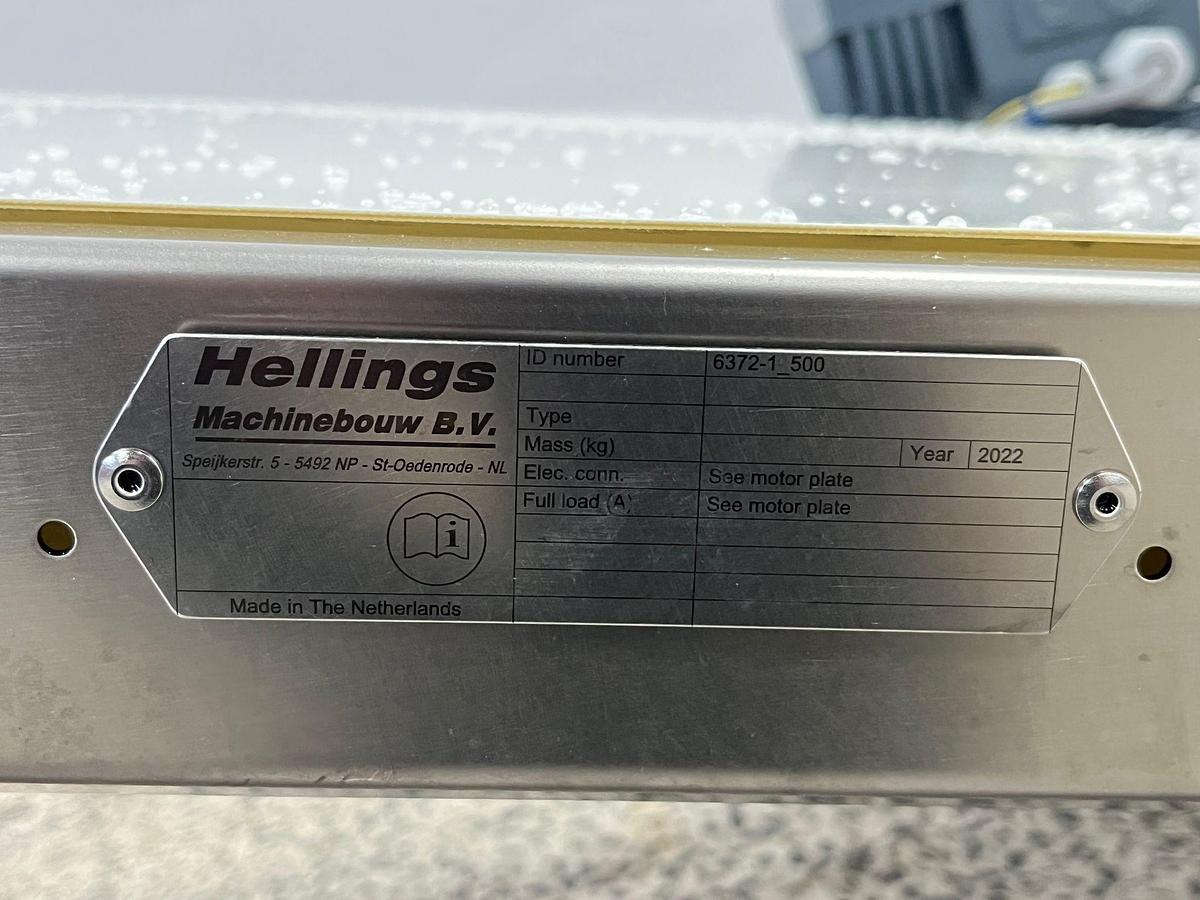 Hellings
Machinebouw B.V.
Speijkerstr. 5 - 5492 NP - St-Oedenrode - NL
i
Made in The Netherlands
ID number 6372-1_500
Type
Mass (kg) Year 2022
Elec. conn. See motor plate
Full load (A) See motor plate